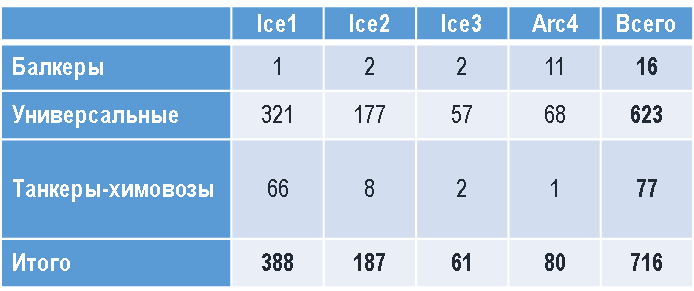 Ice1 Ice2 Ice3 Arc4 Всего
Балкеры 1 2 2 11 16
Универсальные 321 177 57 68 623
Танкеры-химовозы 66 8 2 1 77
Итого 388 187 61 80 716